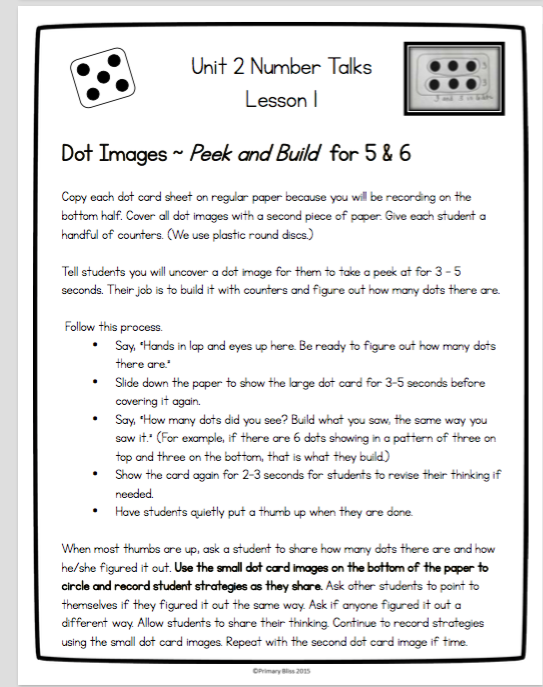 Unit 2 Number Talks
Lesson 1
Dot Images ~ Peek and Build for 5 & 6
Copy each dot card sheet on regular paper because you will be recording on the
bottom half. Cover all dot images with a second piece of paper. Give each student a
handful of counters. (We use plastic round discs.)
Tell students you will uncover a dot image for them to take a peek at for 3 - 5
seconds. Their job is to build it with counters and figure out how many dots there are.
Follow this process.
• Say, "Hands in lap and eyes up here. Be ready to figure out how many dots
there are."
• Slide down the paper to show the large dot card for 3-5 seconds before
covering it again.
• Say, "How many dots did you see? Build what you saw, the same way you
saw it." (For example, if there are 6 dots showing in a pattern of three on
top and three on the bottom, that is what they build.)
• Show the card again for 2-3 seconds for students to revise their thinking if
needed.
• Have students quietly put a thumb up when they are done.
When most thumbs are up, ask a student to share how many dots there are and how
he/she figured it out. Use the small dot card images on the bottom of the paper to
circle and record student strategies as they share. Ask other students to point to
themselves if they figured it out the same way. Ask if anyone figured it out a
different way. Allow students to share their thinking. Continue to record strategies
using the small dot card images. Repeat with the second dot card image if time.
©Primary Bliss 2015